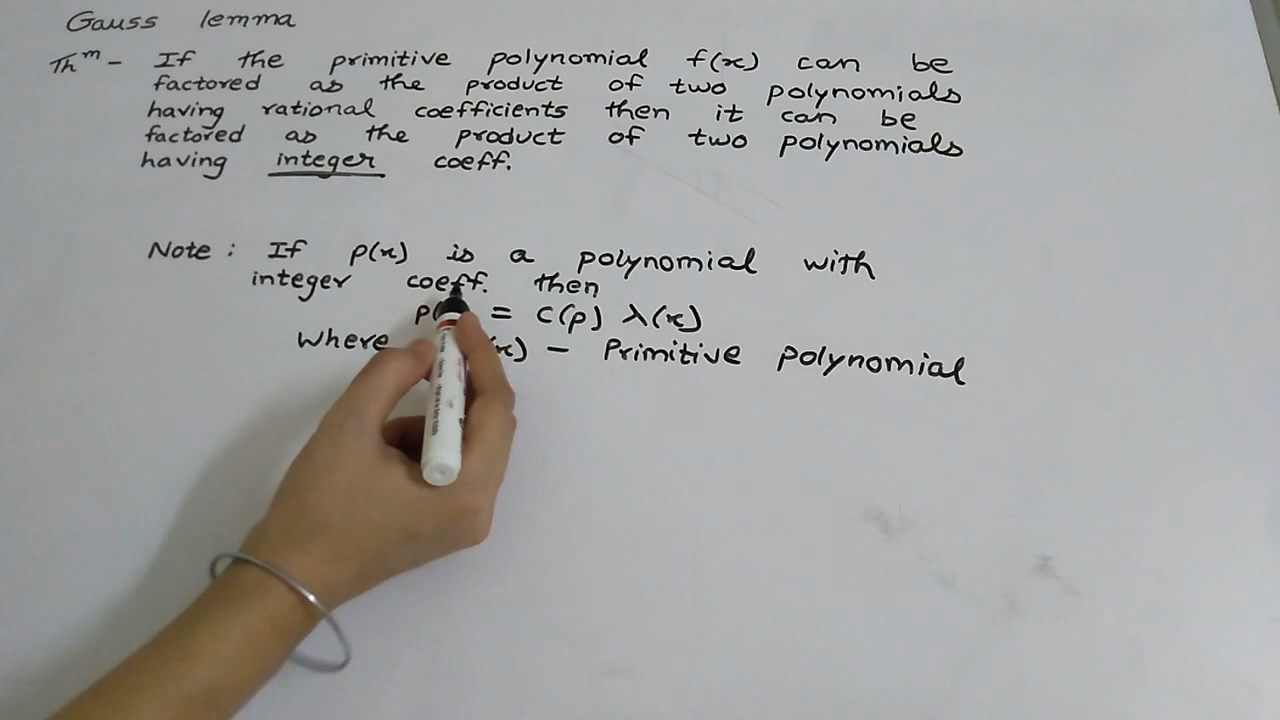 Gauss lemma
Thm - If the primitive polynomial f(x) can be
factored as the product of two polynomials
having rational coefficients then it can be
factored as the product of two polynomials
having integer coeff.
Note : If p(x) is a polynomial with
integer coeff. then
p( = c(p) λ(x)
where x) - Primitive polynomial